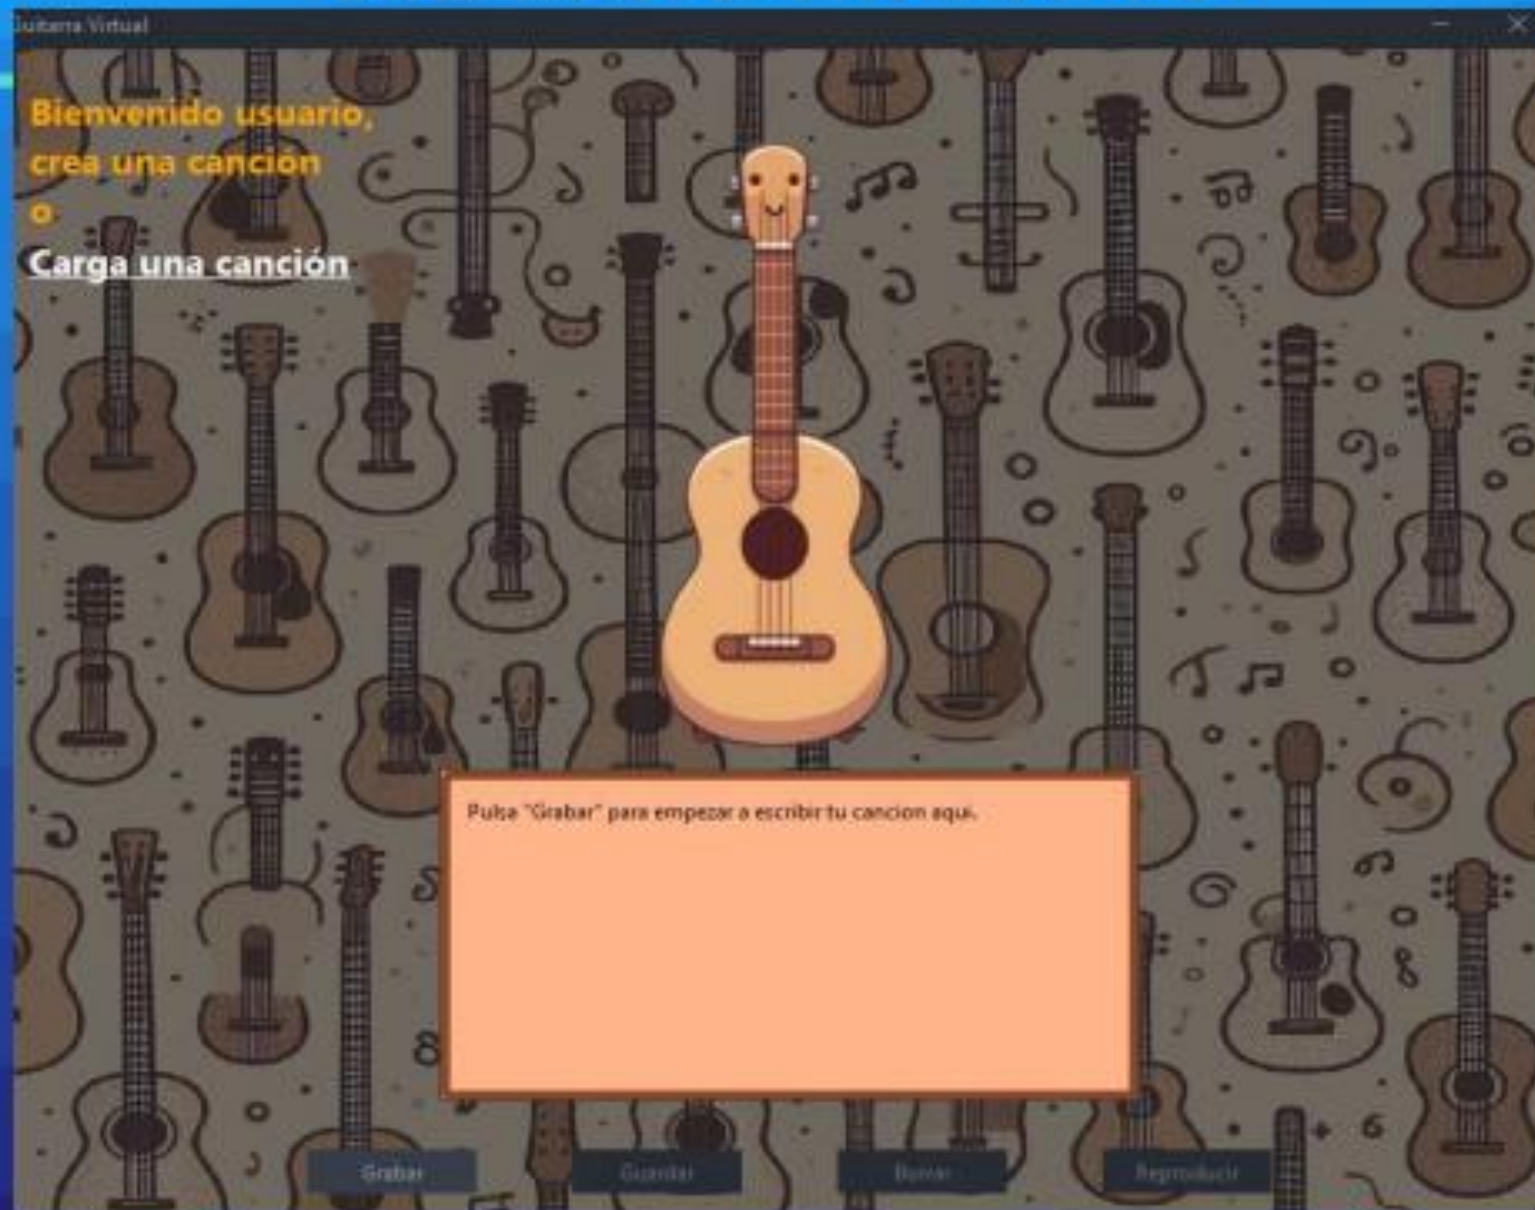 Guitarra Virtual
Bienvenido usuario,
crea una canción
o
Carga una canción
Pulsa "Grabar" para empezar a escribir tu cancion aqui.
Grabar
Guardar
Borrar
Reproducir